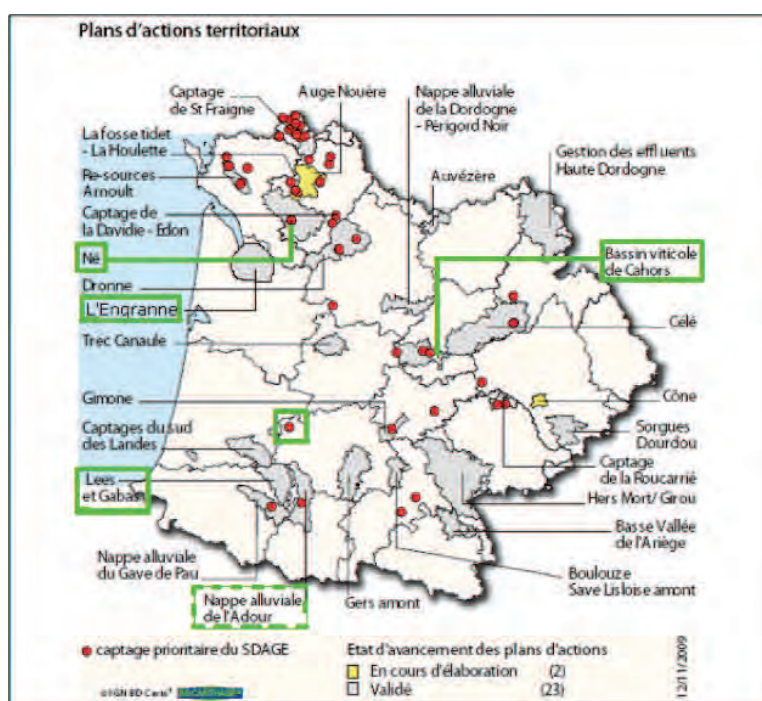 Plans d'actions territoriaux
Captage
de St Fraigne
Auge Nouère
Nappe alluviale
de la Dordogne
- Périgord Noir
La fosse tidet
- La Houlette
Gestion des effluents
Haute Dordogne
Re-sources
Arnoult
Auvézère
Captage de
la Davidie - Edon
Né
Bassin viticole
de Cahors
Dronne
L'Engranne
Célé
Trec Canaule
Gimone
Cône
Captages du sud
des Landes
Sorgues
Dourdou
Captage
de la Roucarrié
Lees
et Gabas
Hers Mort/ Girou
Basse Vallée
de l'Ariège
Nappe alluviale
du Gave de Pau
Boulouze
Save Lisloise amont
Nappe alluviale
de l'Adour
Gers amont
captage prioritaire du SDAGE
Etat d'avancement des plans d'actions
En cours d'élaboration (2)
Validé (23)
12/11/2009
©IGN BD Carto®